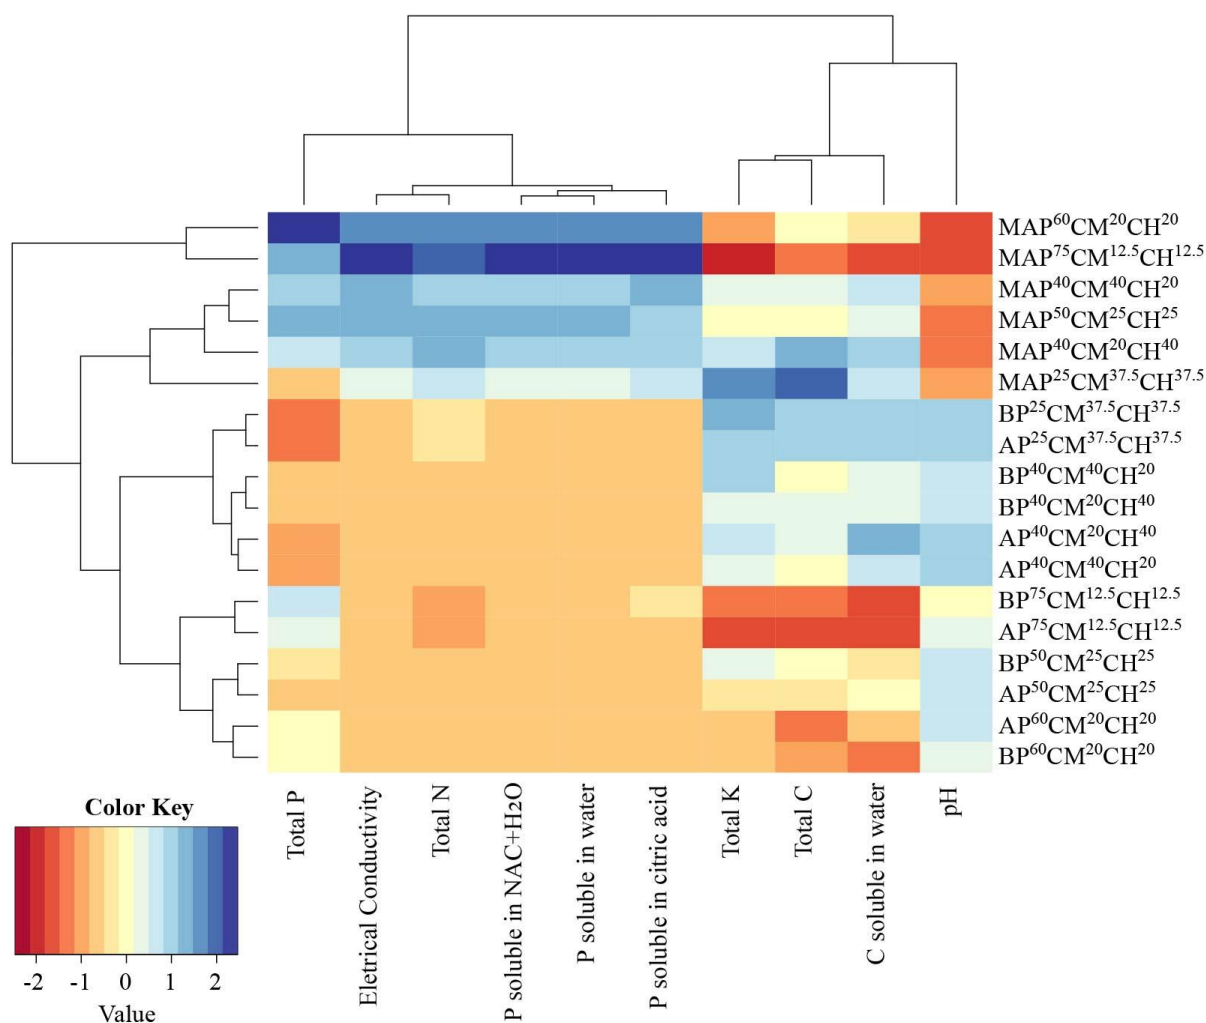 MAP⁶⁰CM²⁰CH²⁰
MAP⁷⁵CM¹²·⁵CH¹²·⁵
MAP⁴⁰CM⁴⁰CH²⁰
MAP⁵⁰CM²⁵CH²⁵
MAP⁴⁰CM²⁰CH⁴⁰
MAP²⁵CM³⁷·⁵CH³⁷·⁵
BP²⁵CM³⁷·⁵CH³⁷·⁵
AP²⁵CM³⁷·⁵CH³⁷·⁵
BP⁴⁰CM⁴⁰CH²⁰
BP⁴⁰CM²⁰CH⁴⁰
AP⁴⁰CM²⁰CH⁴⁰
AP⁴⁰CM⁴⁰CH²⁰
BP⁷⁵CM¹²·⁵CH¹²·⁵
AP⁷⁵CM¹²·⁵CH¹²·⁵
BP⁵⁰CM²⁵CH²⁵
AP⁵⁰CM²⁵CH²⁵
AP⁶⁰CM²⁰CH²⁰
BP⁶⁰CM²⁰CH²⁰
Total P
Eletrical Conductivity
Total N
P soluble in NAC+H2O
P soluble in water
P soluble in citric acid
Total K
Total C
C soluble in water
pH
Color Key
-2 -1 0 1 2
Value